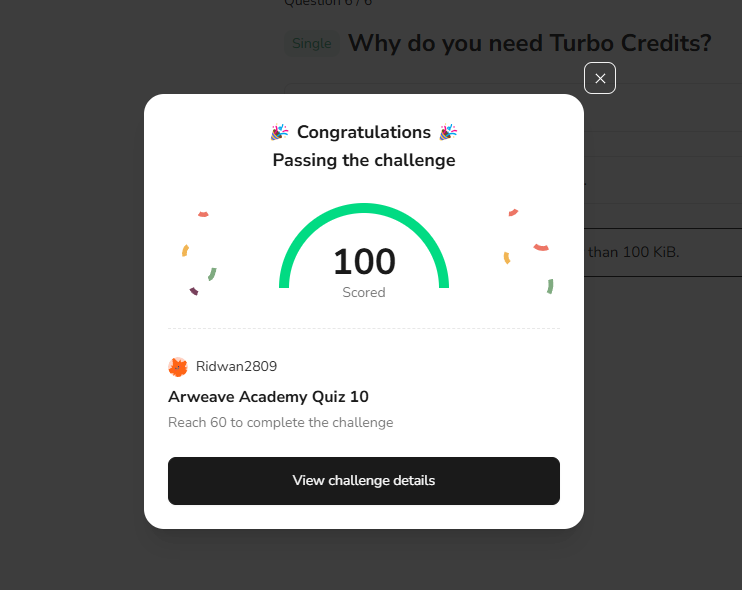 Question 6 / 6
Single Why do you need Turbo Credits?
Congratulations
Passing the challenge
than 100 KiB.
100
Scored
Ridwan2809
Arweave Academy Quiz 10
Reach 60 to complete the challenge
View challenge details